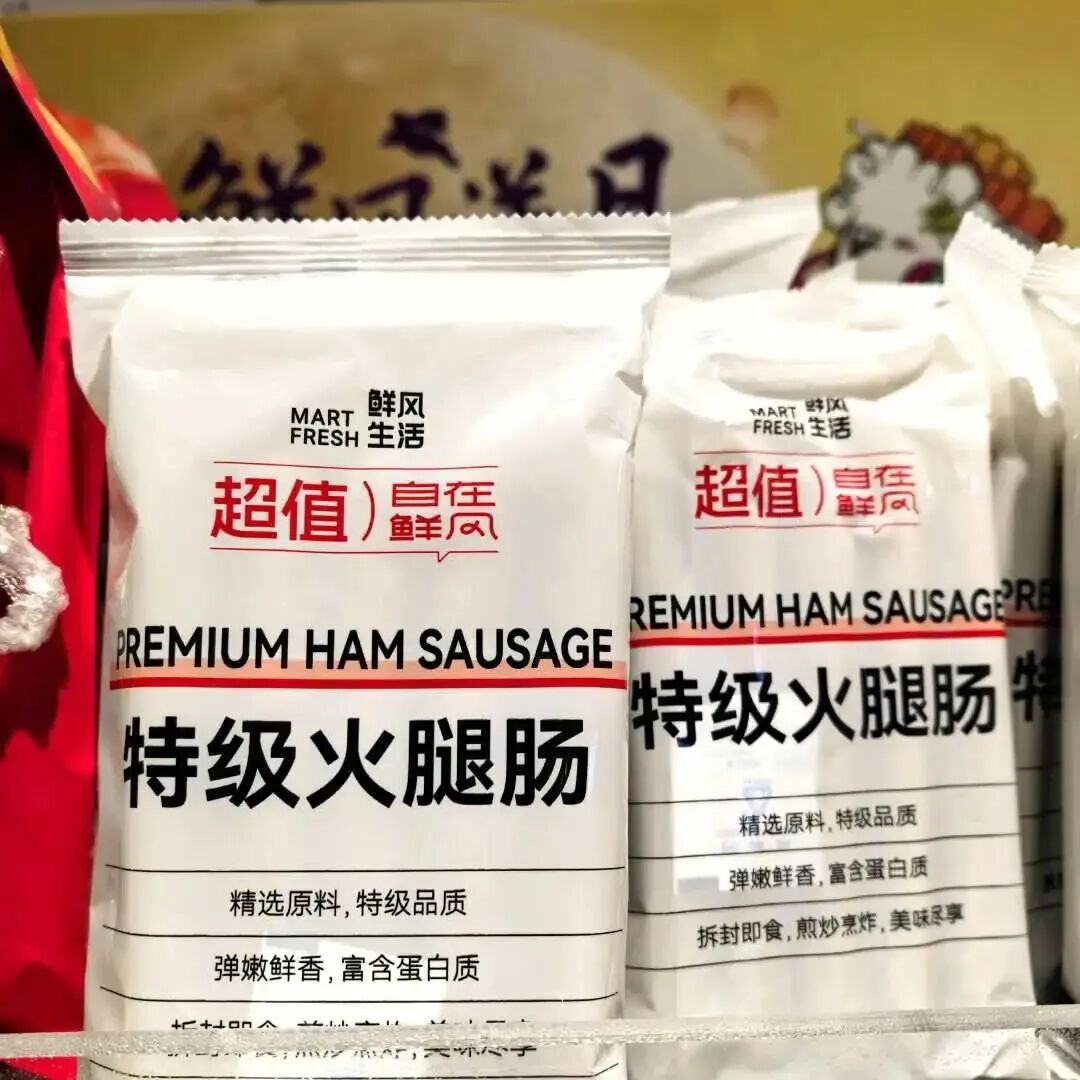 MART 鲜风
FRESH 生活
超值）自在
鲜风
PREMIUM HAM SAUSAGE
特级火腿肠
精选原料,特级品质
弹嫩鲜香,富含蛋白质
MART 鲜风
FRESH 生活
超值）自在
鲜风
REMIUM HAM SAUSAGE
特级火腿肠
精选原料,特级品质
弹嫩鲜香,富含蛋白质
拆封即食,煎炒烹炸,美味尽享
PRE
特